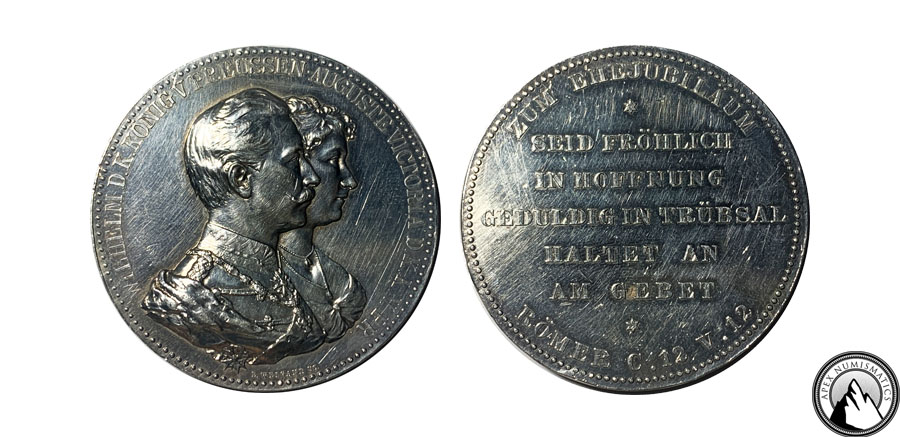 WILHELM D. K. KÖNIG V. PREUSSEN AUGUSTE VICTORIA D.
ZUM EHEJUBILÄUM
SEID FRÖHLICH
IN HOFFNUNG
GEDULDIG IN TRÜBSAL
HALTET AN
AM GEBET
RÖMER C. 12. V. 12.
APEX NUMISMATICS